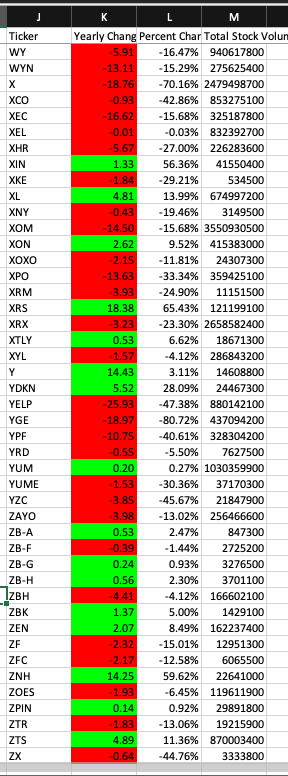 J K L M
Ticker Yearly Chang Percent Char Total Stock Volun
WY -5.91 -16.47% 940617800
WYN -13.11 -15.29% 275625400
X -18.76 -70.16% 2479498700
XCO -0.93 -42.86% 853275100
XEC -16.62 -15.68% 325187800
XEL -0.01 -0.03% 832392700
XHR -5.67 -27.00% 226283600
XIN 1.33 56.36% 41550400
XKE -1.84 -29.21% 534500
XL 4.81 13.99% 674997200
XNY -0.43 -19.46% 3149500
XOM -14.50 -15.68% 3550930500
XON 2.62 9.52% 415383000
XOXO -2.15 -11.81% 24307300
XPO -13.63 -33.34% 359425100
XRM -3.93 -24.90% 11151500
XRS 18.38 65.43% 121199100
XRX -3.23 -23.30% 2658582400
XTLY 0.53 6.62% 18671300
XYL -1.57 -4.12% 286843200
Y 14.43 3.11% 14608800
YDKN 5.52 28.09% 24467300
YELP -25.93 -47.38% 880142100
YGE -18.97 -80.72% 437094200
YPF -10.75 -40.61% 328304200
YRD -0.55 -5.50% 7627500
YUM 0.20 0.27% 1030359900
YUME -1.53 -30.36% 37170300
YZC -3.85 -45.67% 21847900
ZAYO -3.98 -13.02% 256466600
ZB-A 0.53 2.47% 847300
ZB-F -0.39 -1.44% 2725200
ZB-G 0.24 0.93% 3276500
ZB-H 0.56 2.30% 3701100
ZBH -4.41 -4.12% 166602100
ZBK 1.37 5.00% 1429100
ZEN 2.07 8.49% 162237400
ZF -2.32 -15.01% 12951300
ZFC -2.17 -12.58% 6065500
ZNH 14.25 59.62% 22641000
ZOES -1.93 -6.45% 119611900
ZPIN 0.14 0.92% 29891800
ZTR -1.83 -13.06% 19215900
ZTS 4.89 11.36% 870003400
ZX -0.64 -44.76% 3333800